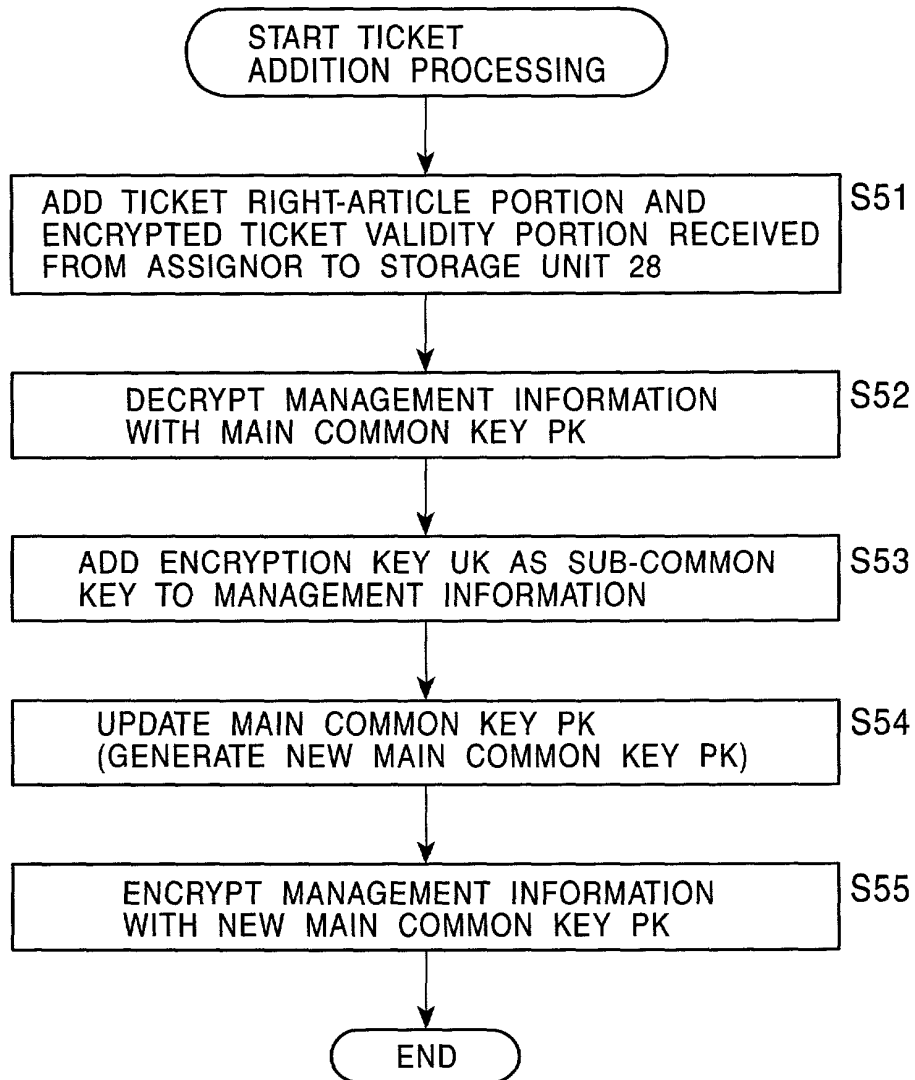 START TICKET
ADDITION PROCESSING
ADD TICKET RIGHT-ARTICLE PORTION AND
ENCRYPTED TICKET VALIDITY PORTION RECEIVED
FROM ASSIGNOR TO STORAGE UNIT 28
S51
DECRYPT MANAGEMENT INFORMATION
WITH MAIN COMMON KEY PK
S52
ADD ENCRYPTION KEY UK AS SUB-COMMON
KEY TO MANAGEMENT INFORMATION
S53
UPDATE MAIN COMMON KEY PK
(GENERATE NEW MAIN COMMON KEY PK)
S54
ENCRYPT MANAGEMENT INFORMATION
WITH NEW MAIN COMMON KEY PK
S55
END